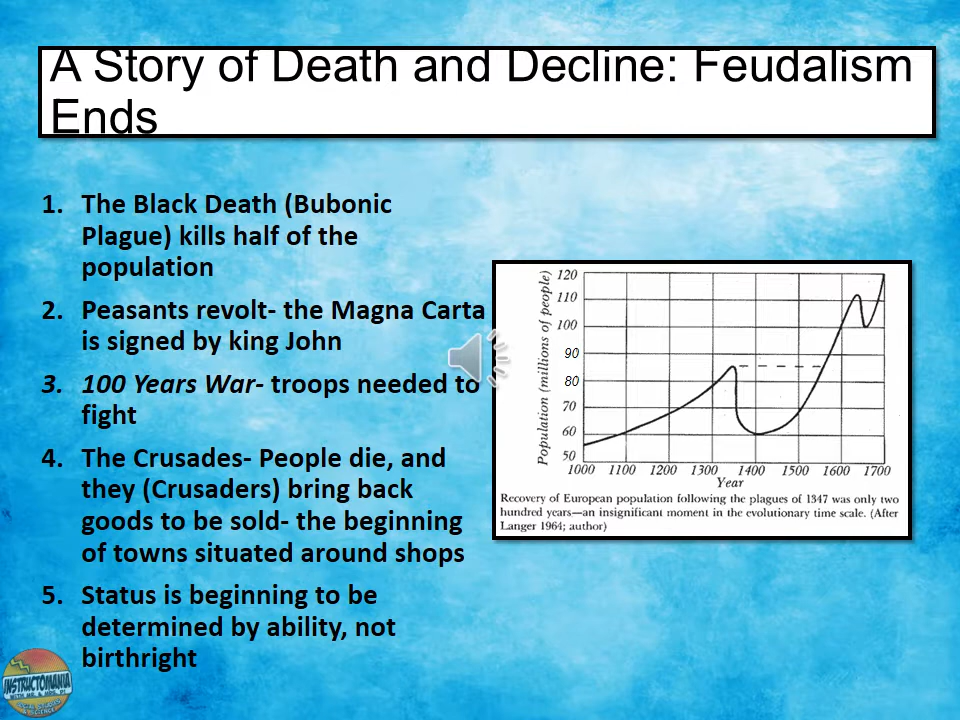 A Story of Death and Decline: Feudalism
Ends
1. The Black Death (Bubonic
Plague) kills half of the
population
2. Peasants revolt- the Magna Carta
is signed by king John
3. 100 Years War- troops needed to
fight
4. The Crusades- People die, and
they (Crusaders) bring back
goods to be sold- the beginning
of towns situated around shops
5. Status is beginning to be
determined by ability, not
birthright
Population (millions of people)
120
110
100
90
80
70
60
50
1000 1100 1200 1300 1400 1500 1600 1700
Year
Recovery of European population following the plagues of 1347 was only two
hundred years—an insignificant moment in the evolutionary time scale. (After
Langer 1964; author)
INSTRUCTOMANIA